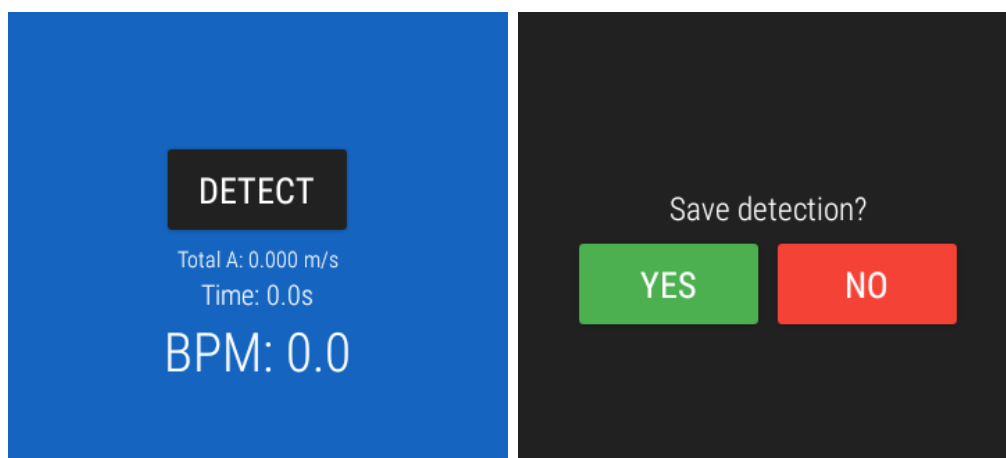 DETECT
Total A: 0.000 m/s
Time: 0.0s
BPM: 0.0
Save detection?
YES
NO